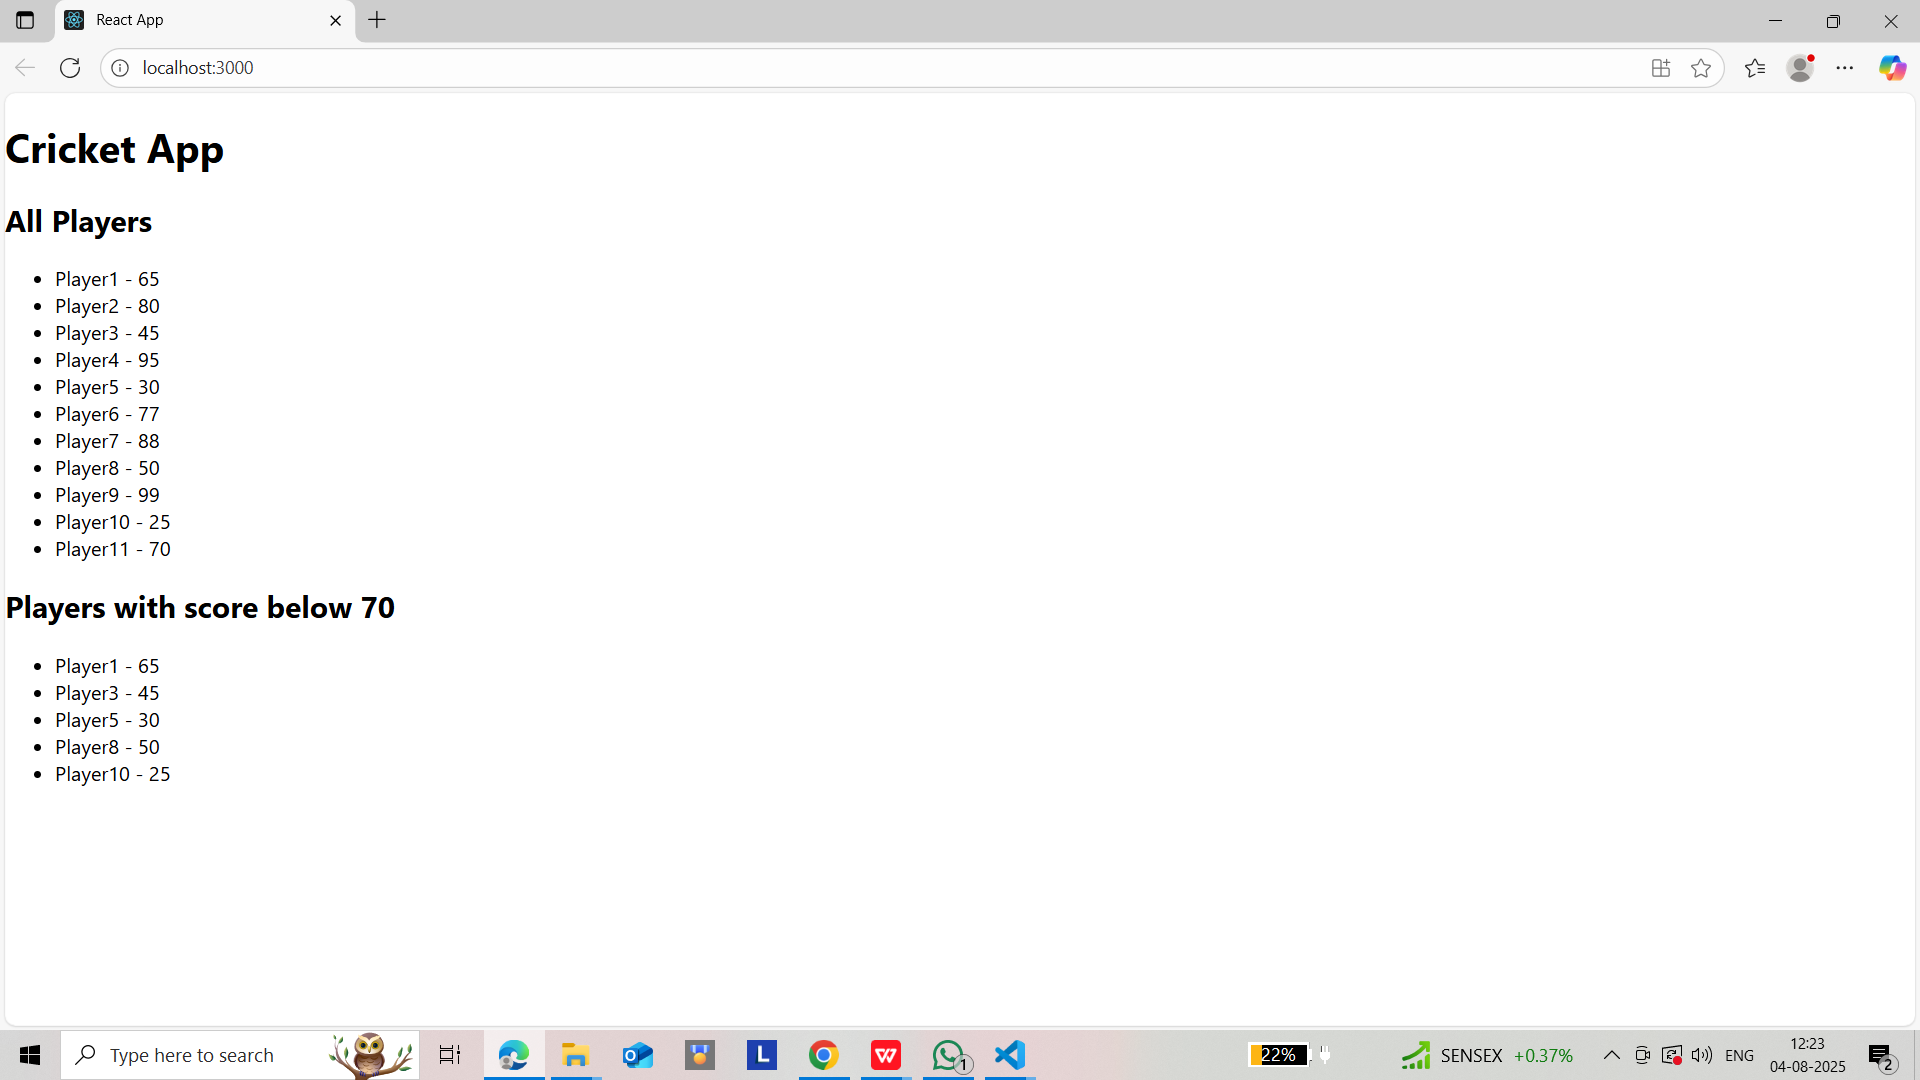 React App
localhost:3000
Cricket App
All Players
Player1 - 65
Player2 - 80
Player3 - 45
Player4 - 95
Player5 - 30
Player6 - 77
Player7 - 88
Player8 - 50
Player9 - 99
Player10 - 25
Player11 - 70
Players with score below 70
Player1 - 65
Player3 - 45
Player5 - 30
Player8 - 50
Player10 - 25
Type here to search
L
W
1
22%
SENSEX +0.37%
ENG
12:23
04-08-2025
2